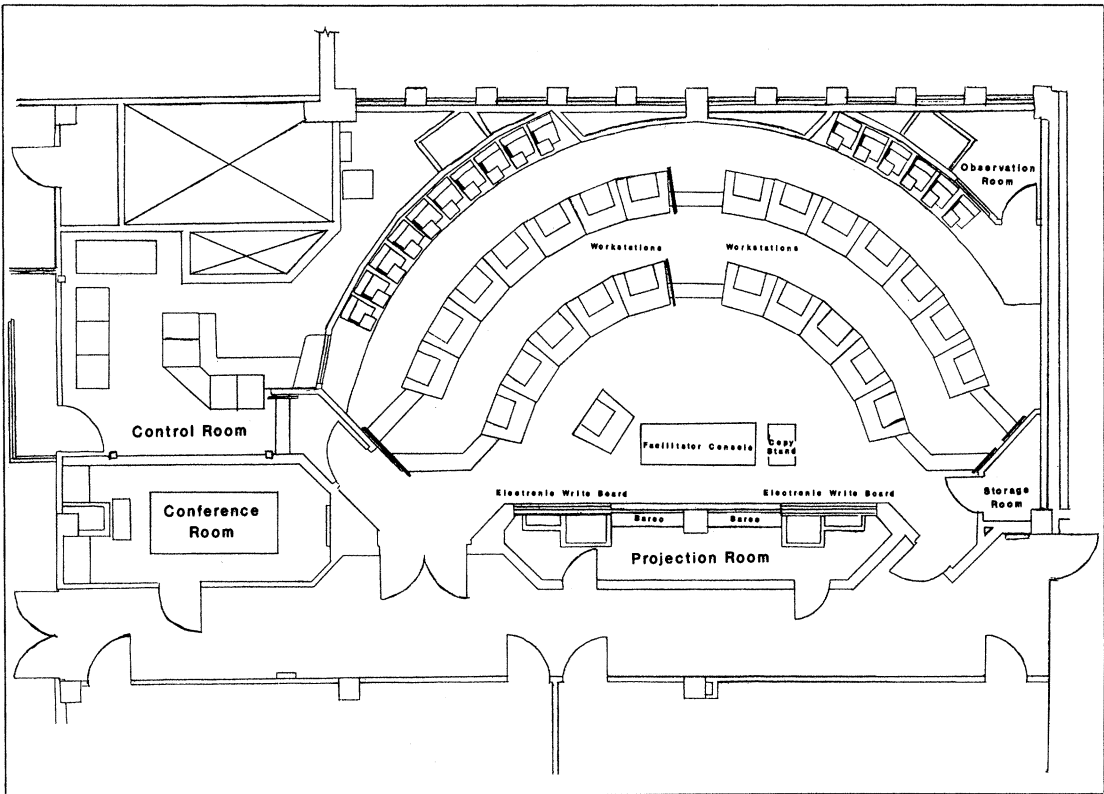 Observation
Room
Workstations
Workstations
Control Room
Facilitator Console
Copy
Stand
Electronic Write Board
Electronic Write Board
Storage
Room
Conference
Room
Barco
Barco
Projection Room